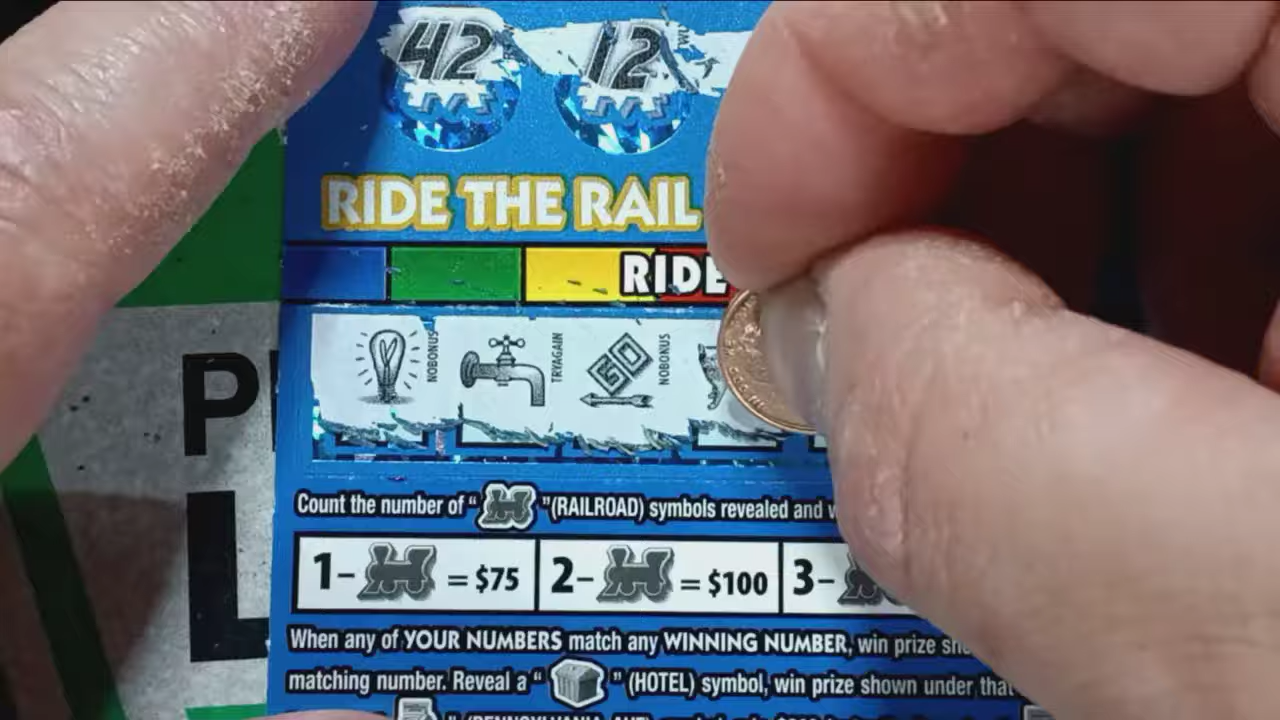 42 12
RIDE THE RAIL
RIDE
NOBONUS TRYAGAIN GO NOBONUS
P
L
Count the number of " "(RAILROAD) symbols revealed and
1- = $75 2- = $100 3-
When any of YOUR NUMBERS match any WINNING NUMBER, win prize
matching number. Reveal a " " (HOTEL) symbol, win prize shown under that